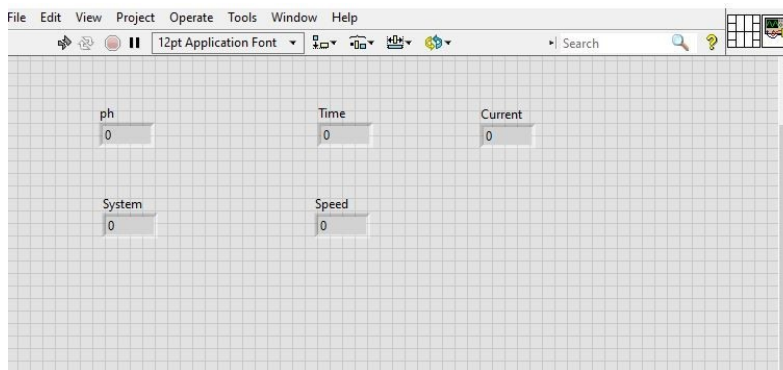 File Edit View Project Operate Tools Window Help
12pt Application Font Search
ph Time Current
0 0 0
System Speed
0 0